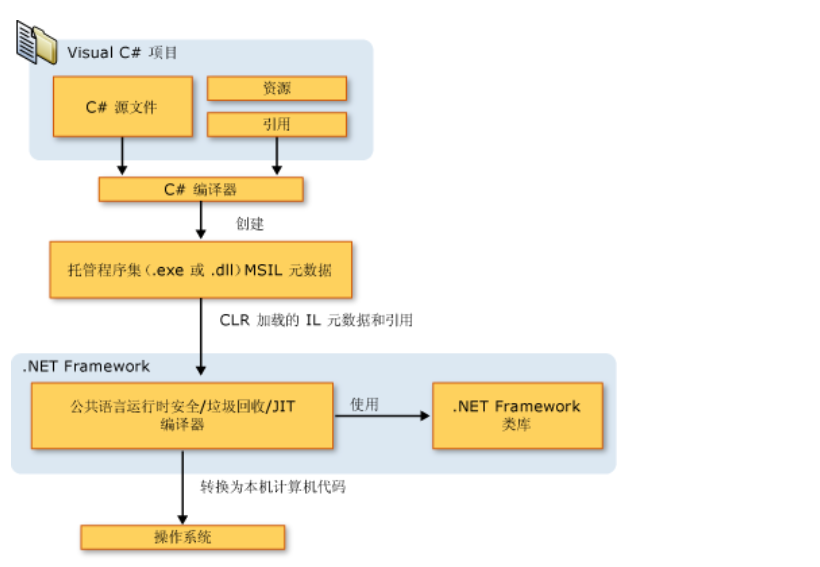 Visual C# 项目
C# 源文件
资源
引用
C# 编译器
创建
托管程序集(.exe 或 .dll) MSIL 元数据
CLR 加载的 IL 元数据和引用
.NET Framework
公共语言运行时安全/垃圾回收/JIT
编译器
使用
.NET Framework
类库
转换为本机计算机代码
操作系统